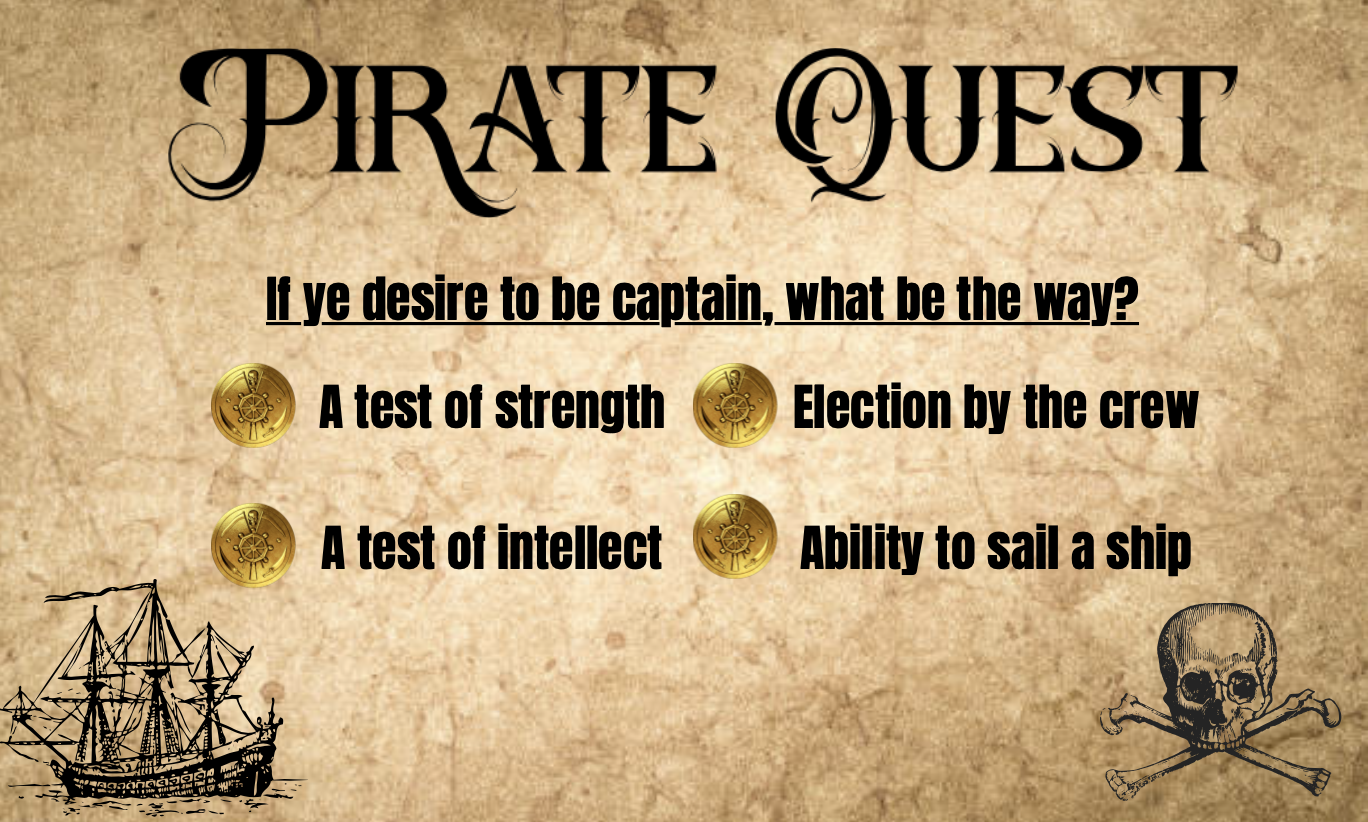 Pirate Quest
If ye desire to be captain, what be the way?
A test of strength
Election by the crew
A test of intellect
Ability to sail a ship